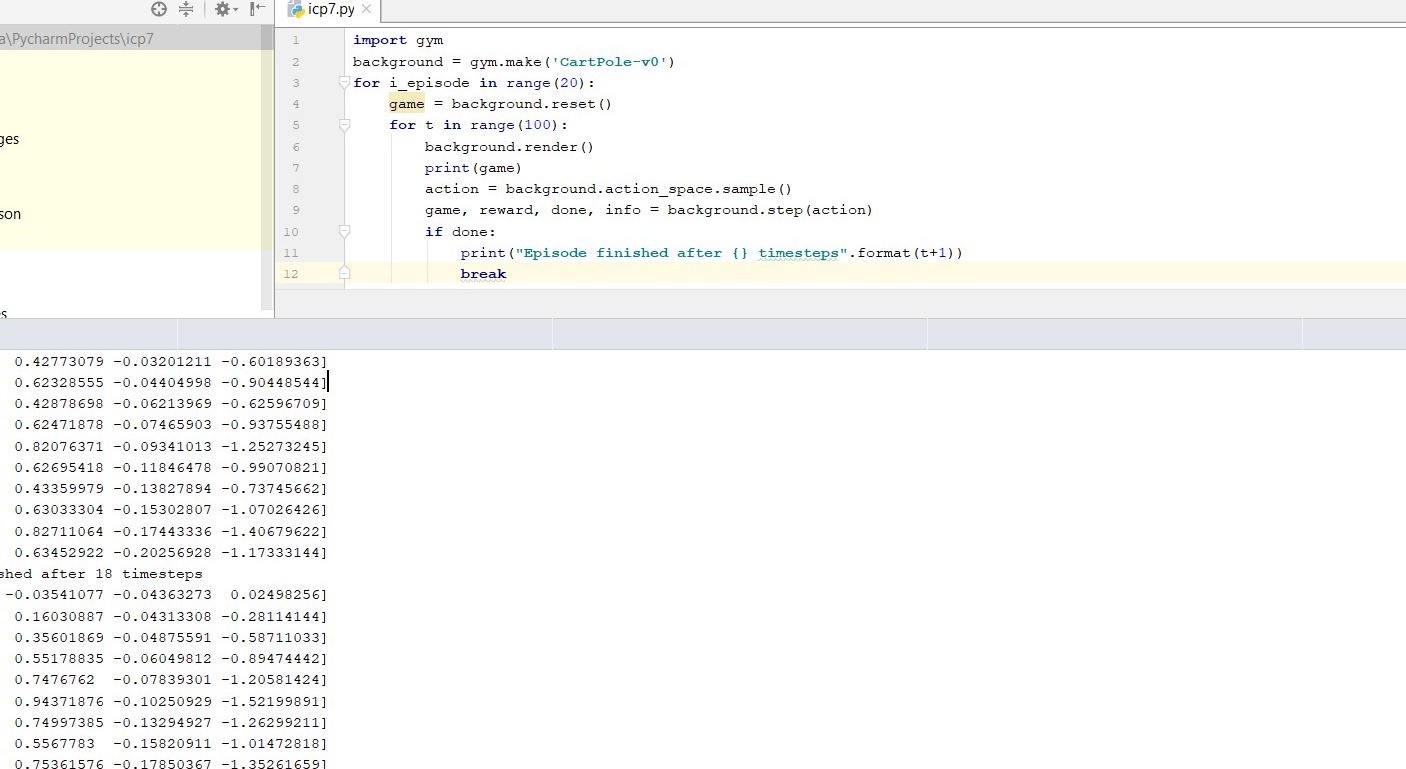 icp7.py
a\PycharmProjects\icp7
ges
son
s
1 import gym
2 background = gym.make('CartPole-v0')
3 for i_episode in range(20):
4 game = background.reset()
5 for t in range(100):
6 background.render()
7 print(game)
8 action = background.action_space.sample()
9 game, reward, done, info = background.step(action)
10 if done:
11 print("Episode finished after {} timesteps".format(t+1))
12 break
0.42773079 -0.03201211 -0.60189363]
0.62328555 -0.04404998 -0.90448544]
0.42878698 -0.06213969 -0.62596709]
0.62471878 -0.07465903 -0.93755488]
0.82076371 -0.09341013 -1.25273245]
0.62695418 -0.11846478 -0.99070821]
0.43359979 -0.13827894 -0.73745662]
0.63033304 -0.15302807 -1.07026426]
0.82711064 -0.17443336 -1.40679622]
0.63452922 -0.20256928 -1.17333144]
shed after 18 timesteps
-0.03541077 -0.04363273 0.02498256]
0.16030887 -0.04313308 -0.28114144]
0.35601869 -0.04875591 -0.58711033]
0.55178835 -0.06049812 -0.89474442]
0.7476762 -0.07839301 -1.20581424]
0.94371876 -0.10250929 -1.52199891]
0.74997385 -0.13294927 -1.26299211]
0.5567783 -0.15820911 -1.01472818]
0.75361576 -0.17850367 -1.35261659]